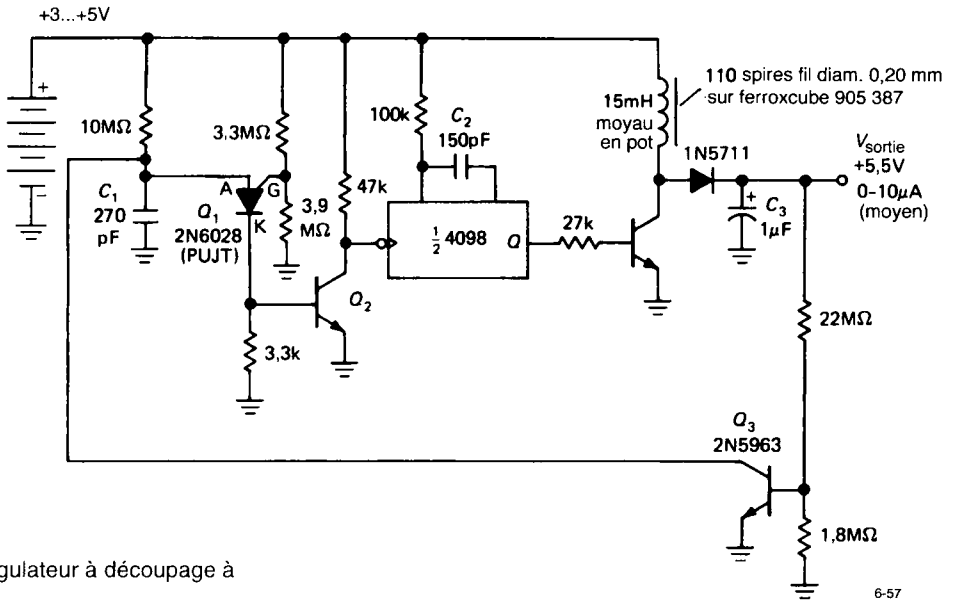 +3...+5V
110 spires fil diam. 0,20 mm
sur ferroxcube 905 387
15mH
moyau
en pot
10MΩ
3,3MΩ
100k
C2
150pF
1N5711
Vsortie
+5,5V
0-10µA
(moyen)
C1
270
pF
A
G
K
Q1
2N6028
(PUJT)
3,9
MΩ
47k
½ 4098
Q
27k
+
C3
1µF
Q2
3,3k
22MΩ
Q3
2N5963
1,8MΩ
gulateur à découpage à
6-57
+
−